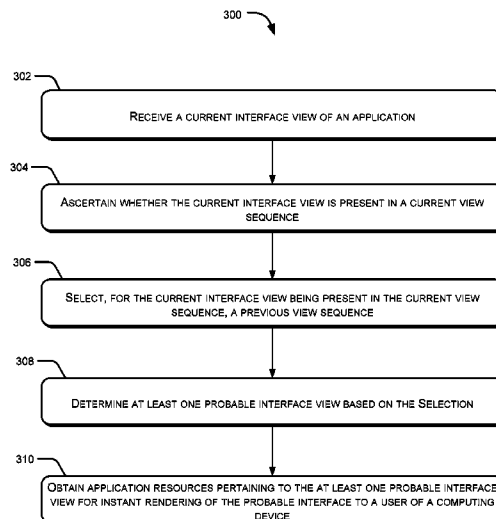 300
302
RECEIVE A CURRENT INTERFACE VIEW OF AN APPLICATION
304
ASCERTAIN WHETHER THE CURRENT INTERFACE VIEW IS PRESENT IN A CURRENT VIEW
SEQUENCE
306
SELECT, FOR THE CURRENT INTERFACE VIEW BEING PRESENT IN THE CURRENT VIEW
SEQUENCE, A PREVIOUS VIEW SEQUENCE
308
DETERMINE AT LEAST ONE PROBABLE INTERFACE VIEW BASED ON THE SELECTION
310
OBTAIN APPLICATION RESOURCES PERTAINING TO THE AT LEAST ONE PROBABLE INTERFACE
VIEW FOR INSTANT RENDERING OF THE PROBABLE INTERFACE TO A USER OF A COMPUTING
DEVICE